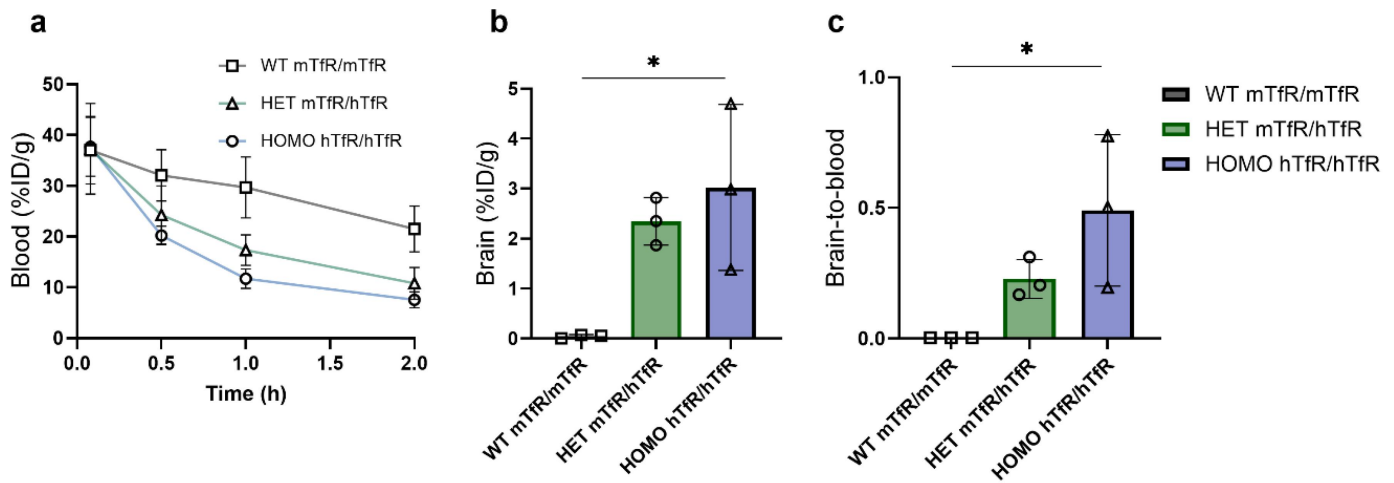 a
WT mTfR/mTfR
HET mTfR/hTfR
HOMO hTfR/hTfR
Blood (%ID/g)
50
40
30
20
10
0
0.0
0.5
1.0
1.5
2.0
Time (h)
b
*
Brain (%ID/g)
5
4
3
2
1
0
WT mTfR/mTfR
HET mTfR/hTfR
HOMO hTfR/hTfR
c
*
Brain-to-blood
1.0
0.5
0.0
WT mTfR/mTfR
HET mTfR/hTfR
HOMO hTfR/hTfR
WT mTfR/mTfR
HET mTfR/hTfR
HOMO hTfR/hTfR